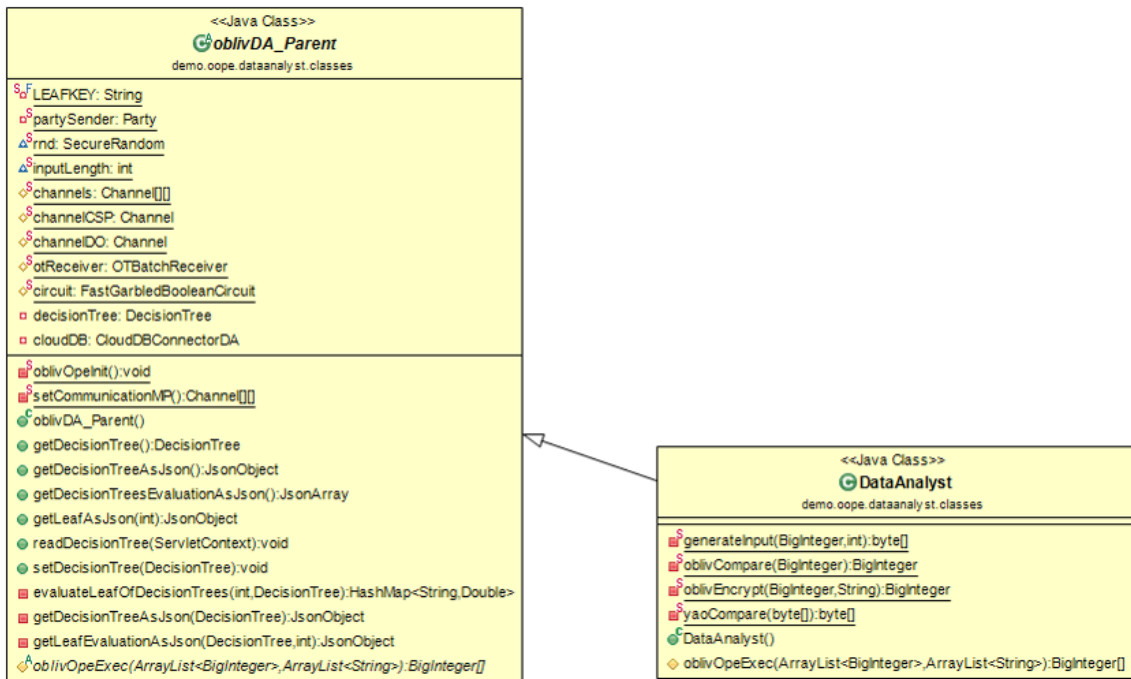 <<Java Class>>
oblivDA_Parent
demo.oope.dataanalyst.classes
LEAFKEY: String
partySender: Party
rnd: SecureRandom
inputLength: int
channels: Channel[][]
channelCSP: Channel
channelDO: Channel
otReceiver: OTBatchReceiver
circuit: FastGarbledBooleanCircuit
decisionTree: DecisionTree
cloudDB: CloudDBConnectorDA
oblivOpeInit():void
setCommunicationMP():Channel[][]
oblivDA_Parent()
getDecisionTree():DecisionTree
getDecisionTreeAsJson():JsonObject
getDecisionTreesEvaluationAsJson():JsonArray
getLeafAsJson(int):JsonObject
readDecisionTree(ServletContext):void
setDecisionTree(DecisionTree):void
evaluateLeafOfDecisionTrees(int,DecisionTree):HashMap<String,Double>
getDecisionTreeAsJson(DecisionTree):JsonObject
getLeafEvaluationAsJson(DecisionTree,int):JsonObject
oblivOpeExec(ArrayList<BigInteger>,ArrayList<String>):BigInteger[]
<<Java Class>>
DataAnalyst
demo.oope.dataanalyst.classes
generateInput(BigInteger,int):byte[]
oblivCompare(BigInteger):BigInteger
oblivEncrypt(BigInteger,String):BigInteger
yaoCompare(byte[]):byte[]
DataAnalyst()
oblivOpeExec(ArrayList<BigInteger>,ArrayList<String>):BigInteger[]